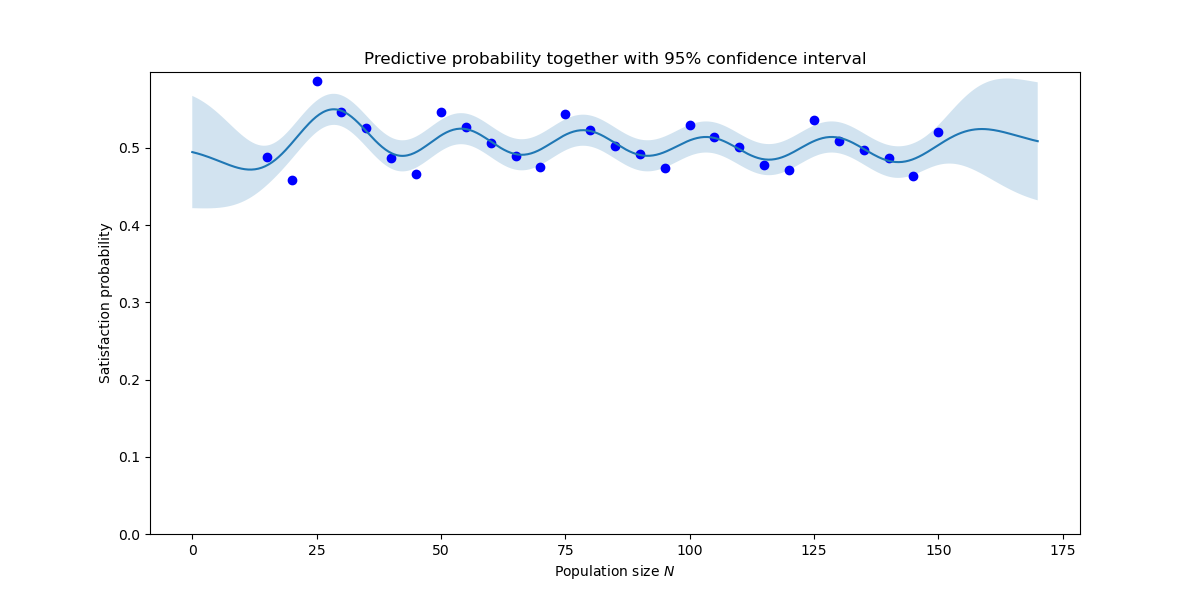 Predictive probability together with 95% confidence interval
Satisfaction probability
0.5
0.4
0.3
0.2
0.1
0.0
0 25 50 75 100 125 150 175
Population size N